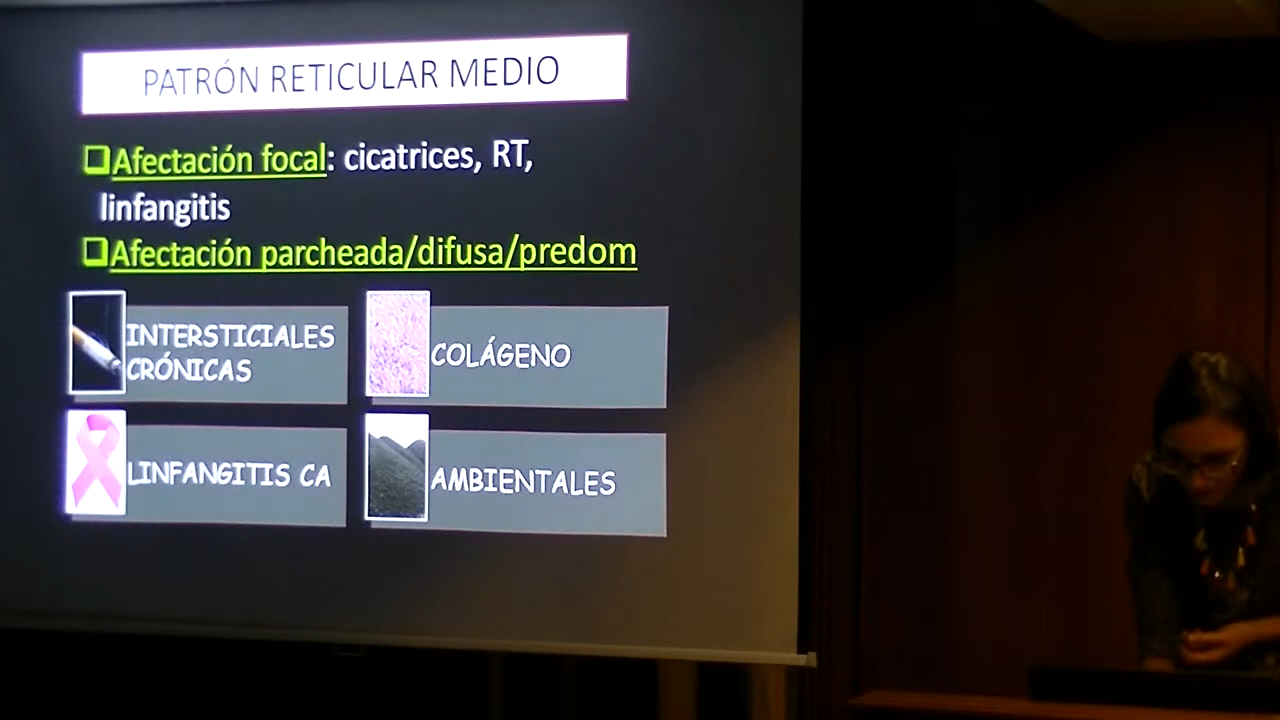 PATRÓN RETICULAR MEDIO
Afectación focal: cicatrices, RT,
linfangitis
Afectación parcheada/difusa/predom
INTERSTICIALES
CRÓNICAS
COLÁGENO
LINFANGITIS CA
AMBIENTALES